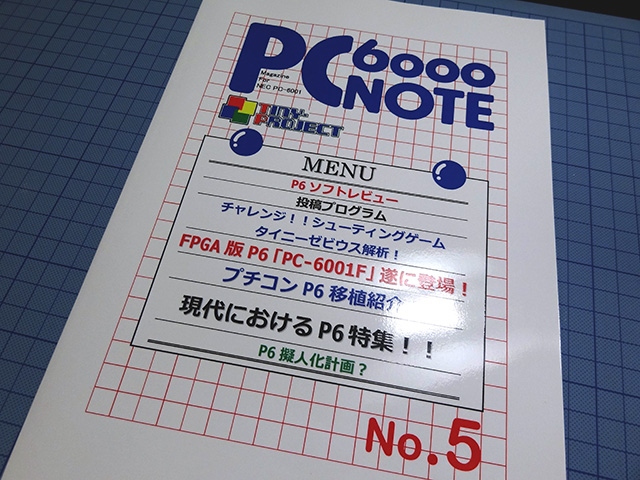 PC 6000
NOTE
Magazine
For
NEC PC-6001
TINY-
PROJECT
MENU
P6 ソフトレビュー
投稿プログラム
チャレンジ！！シューティングゲーム
タイニーゼビウス解析！
FPGA 版 P6「PC-6001F」遂に登場！
プチコン P6 移植紹介
現代における P6 特集！！
P6 擬人化計画？
No.5